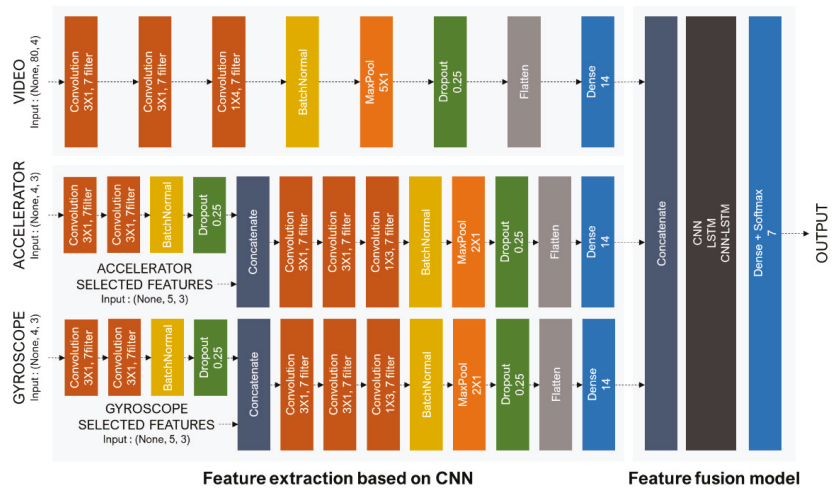 VIDEO
Input : (None, 80, 4)
Convolution
3X1, 7 filter
Convolution
3X1, 7 filter
Convolution
1X4, 7 filter
BatchNormal
MaxPool
5X1
Dropout
0.25
Flatten
Dense
14
ACCELERATOR
Input : (None, 4, 3)
Convolution
3X1, 7filter
Convolution
3X1, 7filter
BatchNormal
Dropout
0.25
ACCELERATOR
SELECTED FEATURES
Input : (None, 5, 3)
Concatenate
Convolution
3X1, 7 filter
Convolution
3X1, 7 filter
Convolution
1X3, 7 filter
BatchNormal
MaxPool
2X1
Dropout
0.25
Flatten
Dense
14
GYROSCOPE
Input : (None, 4, 3)
Convolution
3X1, 7filter
Convolution
3X1, 7filter
BatchNormal
Dropout
0.25
GYROSCOPE
SELECTED FEATURES
Input : (None, 5, 3)
Concatenate
Convolution
3X1, 7 filter
Convolution
3X1, 7 filter
Convolution
1X3, 7 filter
BatchNormal
MaxPool
2X1
Dropout
0.25
Flatten
Dense
14
Concatenate
CNN
LSTM
CNN-LSTM
Dense + Softmax
7
OUTPUT
Feature extraction based on CNN
Feature fusion model